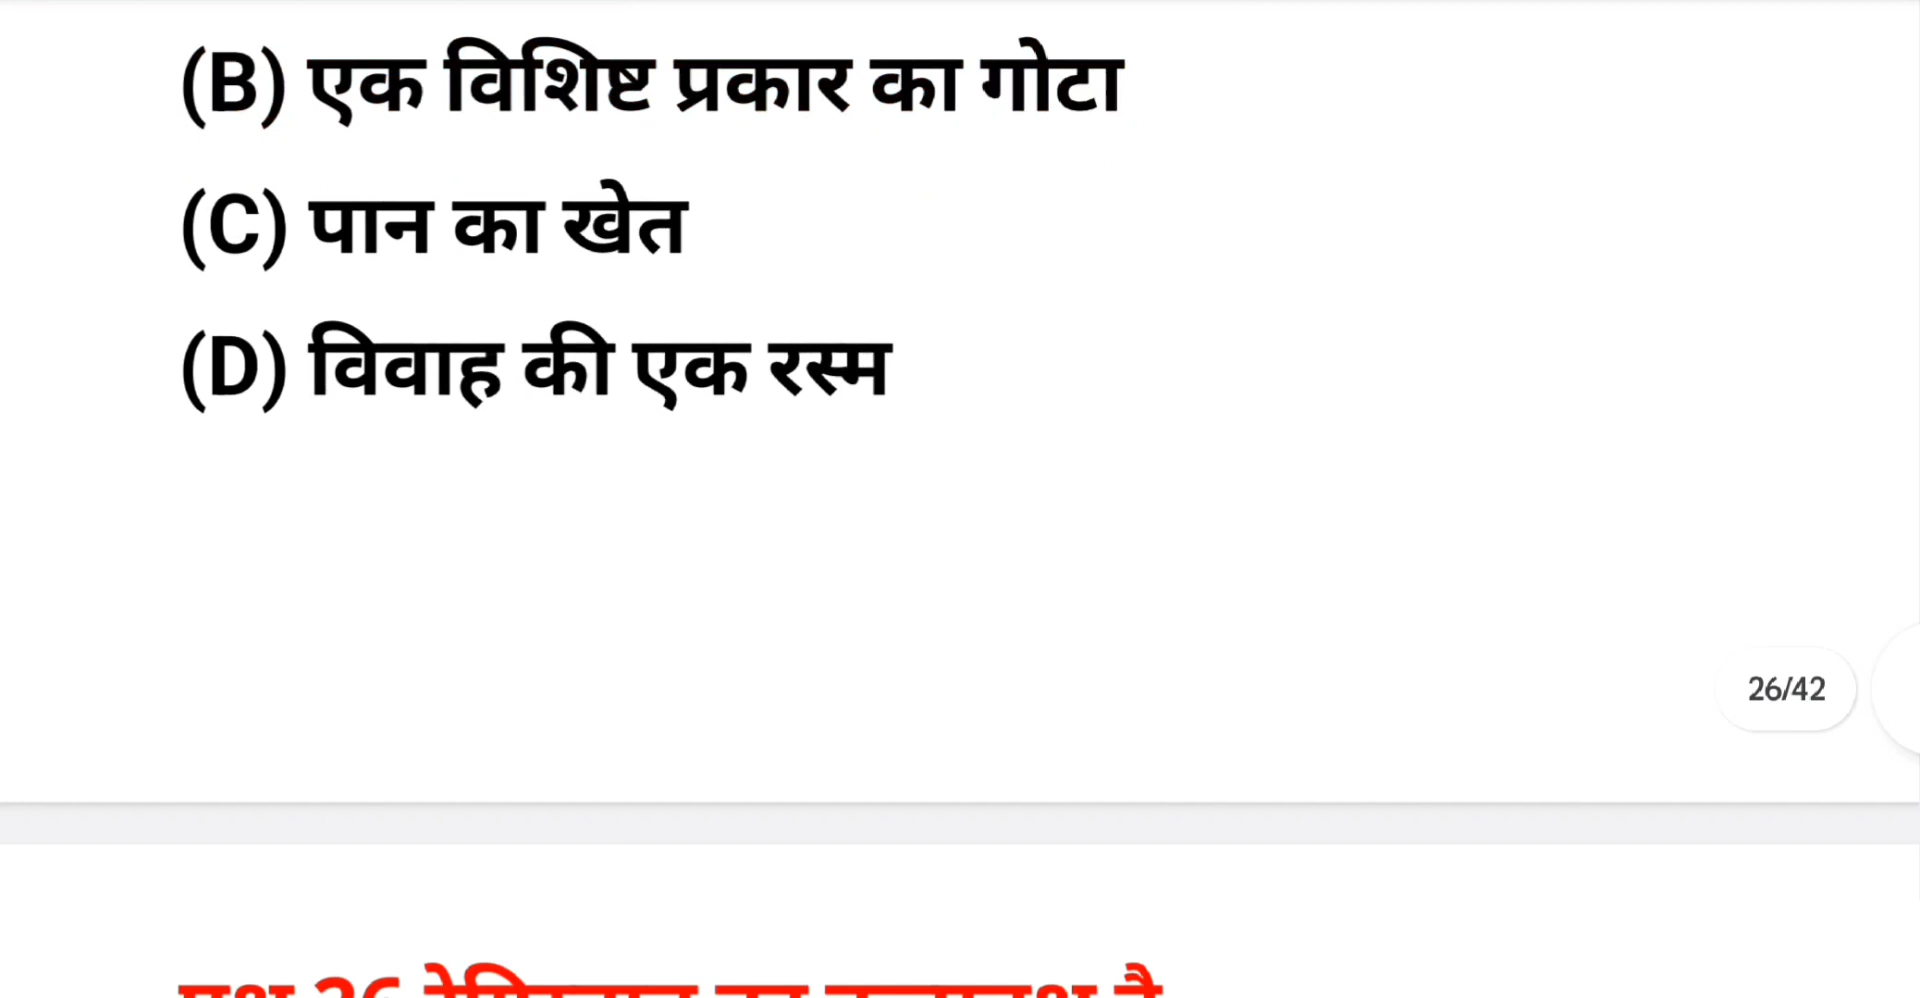 (B) एक विशिष्ट प्रकार का गोटा
(C) पान का खेत
(D) विवाह की एक रस्म
26/42